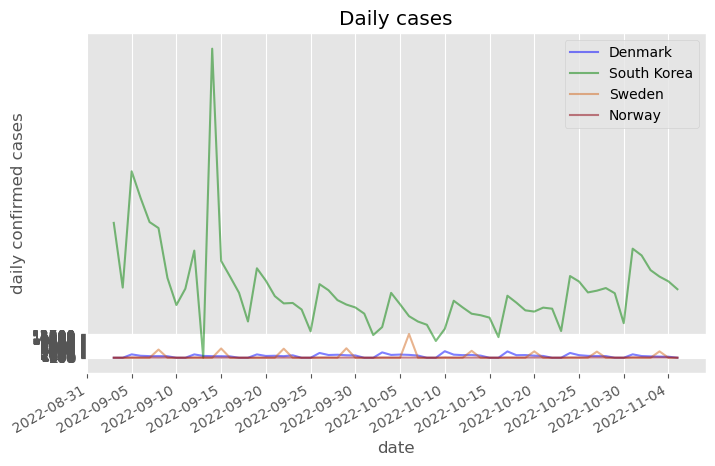 Daily cases
Denmark
South Korea
Sweden
Norway
daily confirmed cases
2022-08-31
2022-09-05
2022-09-10
2022-09-15
2022-09-20
2022-09-25
2022-09-30
2022-10-05
2022-10-10
2022-10-15
2022-10-20
2022-10-25
2022-10-30
2022-11-04
date